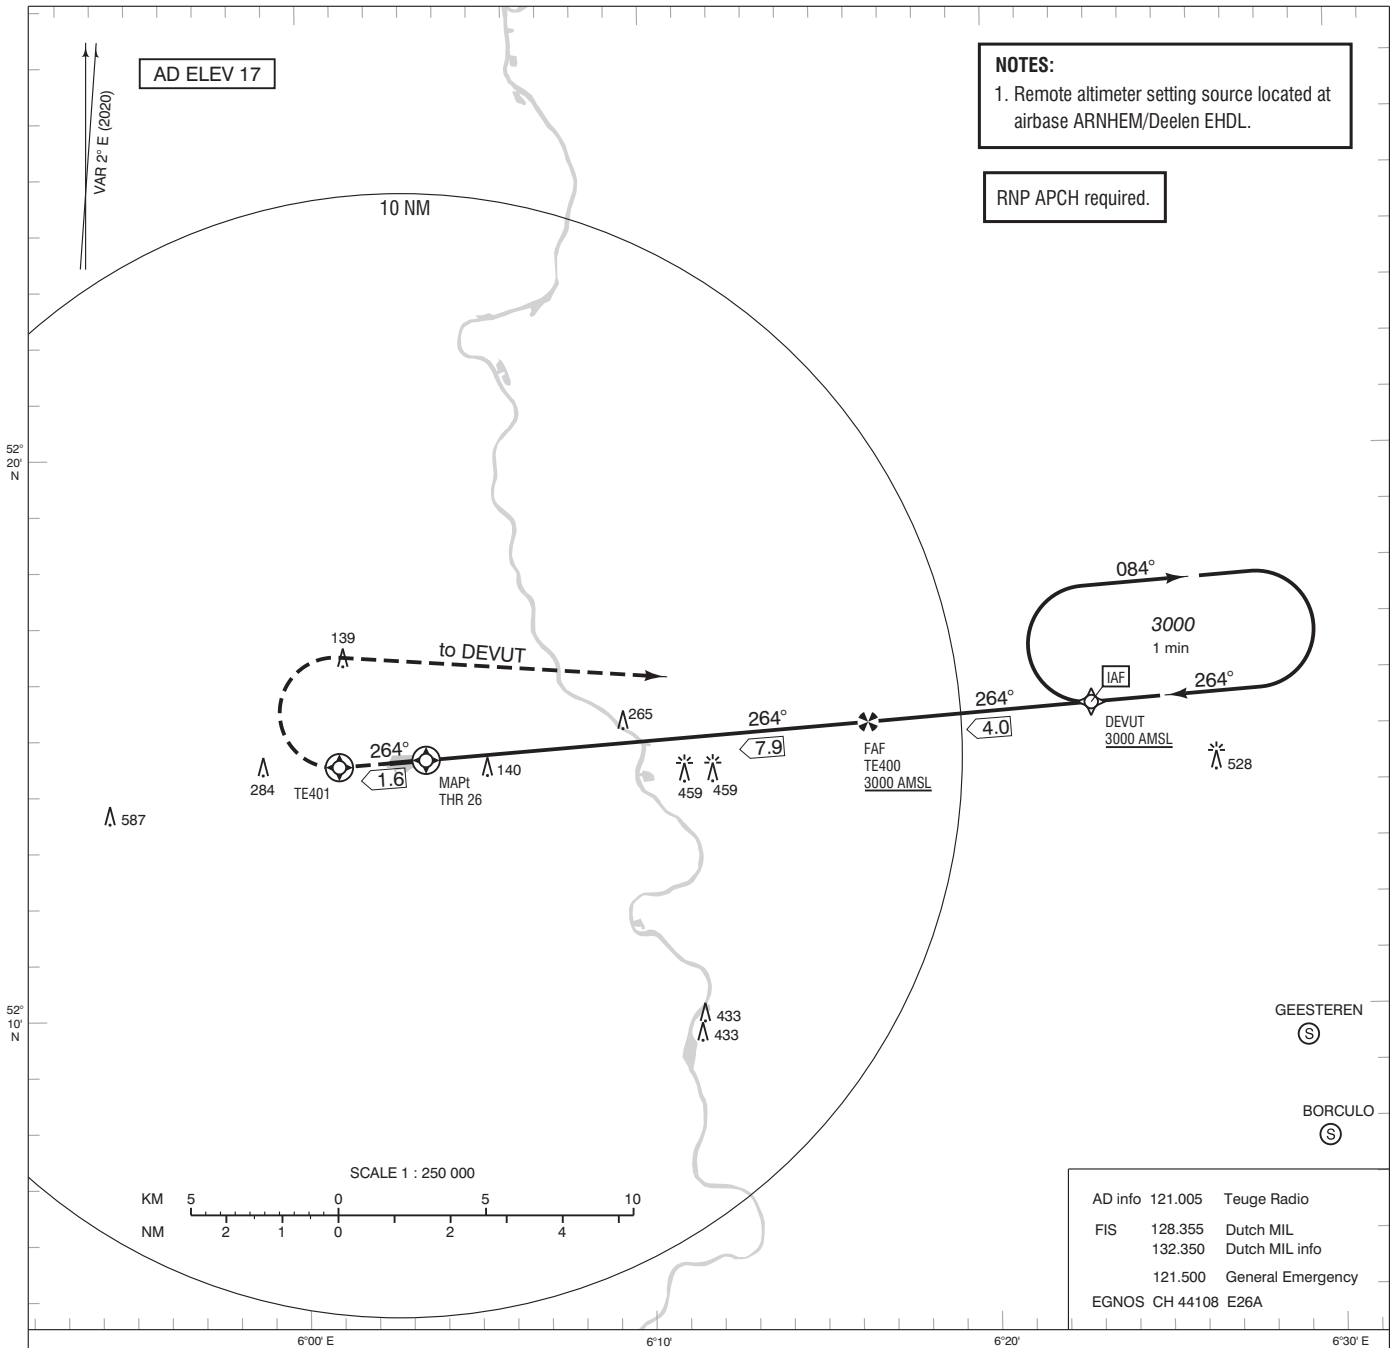 AD ELEV 17
VAR 2° E (2020)
NOTES:
1. Remote altimeter setting source located at
airbase ARNHEM/Deelen EHDL.
RNP APCH required.
10 NM
52°
20'
N
084°
3000
1 min
264°
IAF
DEVUT
3000 AMSL
139
to DEVUT
265
264°
7.9
264°
4.0
FAF
TE400
3000 AMSL
528
264°
1.6
284
TE401
MAPt
THR 26
140
459
459
587
52°
10'
N
433
433
GEESTEREN
S
BORCULO
S
SCALE 1 : 250 000
KM 5 0 5 10
NM 2 1 0 2 4
AD info 121.005 Teuge Radio
FIS 128.355 Dutch MIL
132.350 Dutch MIL info
121.500 General Emergency
EGNOS CH 44108 E26A
6°00' E 6°10' 6°20' 6°30' E